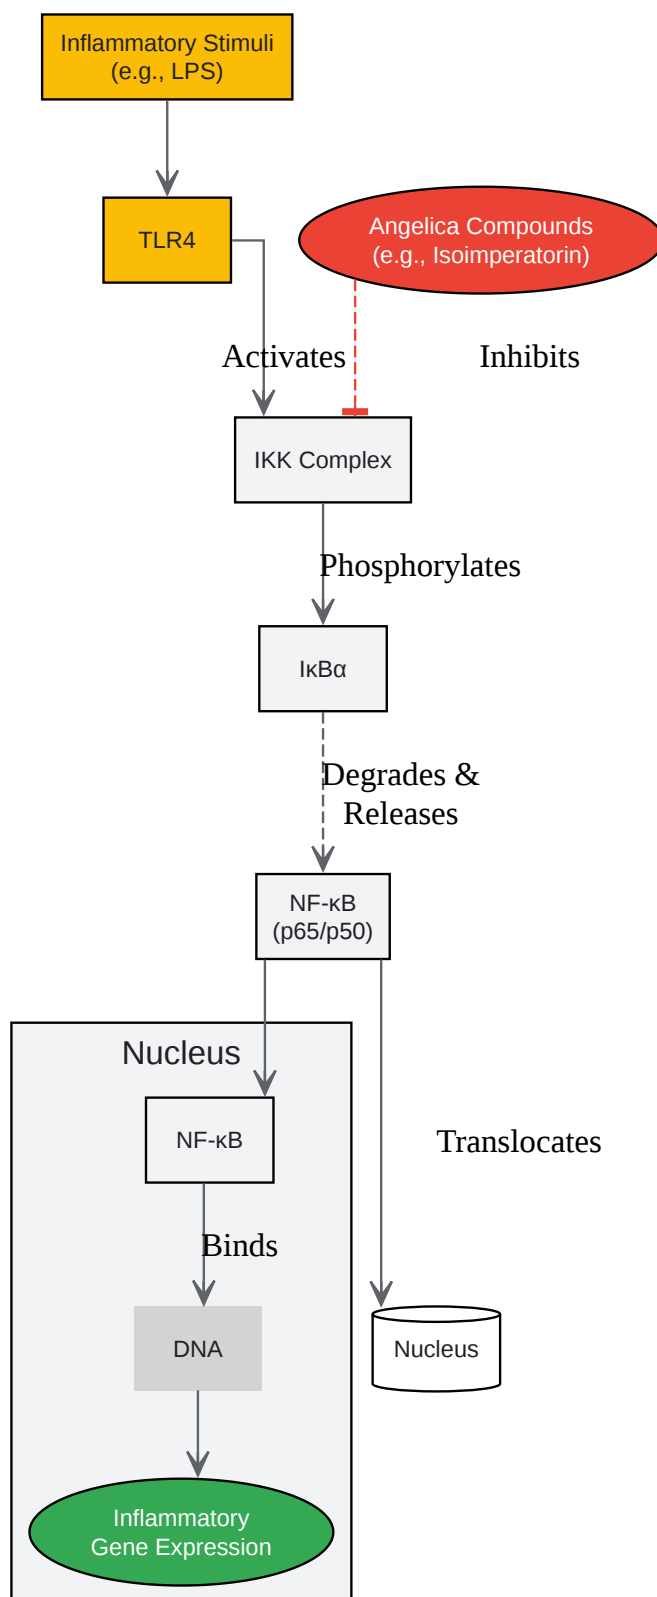 Inflammatory Stimuli
(e.g., LPS)
TLR4
Angelica Compounds
(e.g., Isoimperatorin)
Activates
Inhibits
IKK Complex
Phosphorylates
IκBα
Degrades &
Releases
NF-κB
(p65/p50)
Nucleus
NF-κB
Translocates
Binds
DNA
Nucleus
Inflammatory
Gene Expression